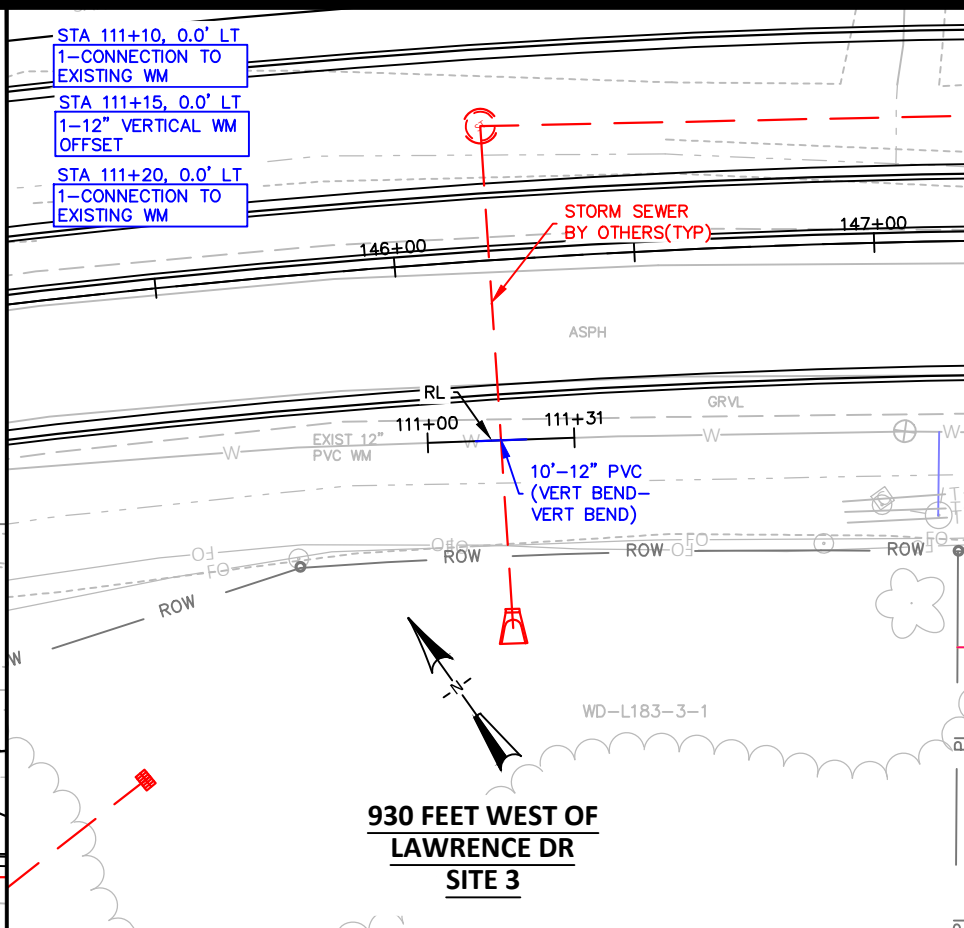 STA 111+10, 0.0' LT
1-CONNECTION TO
EXISTING WM
STA 111+15, 0.0' LT
1-12" VERTICAL WM
OFFSET
STA 111+20, 0.0' LT
1-CONNECTION TO
EXISTING WM
STORM SEWER
BY OTHERS(TYP)
146+00
147+00
ASPH
RL
GRVL
111+00
111+31
EXIST 12"
PVC WM
W
W
W
W
10'-12" PVC
(VERT BEND-
VERT BEND)
FO
FO
FO
FO
FO
ROW
ROW
ROW
ROW
W
-N-
WD-L183-3-1
PL
930 FEET WEST OF
LAWRENCE DR
SITE 3